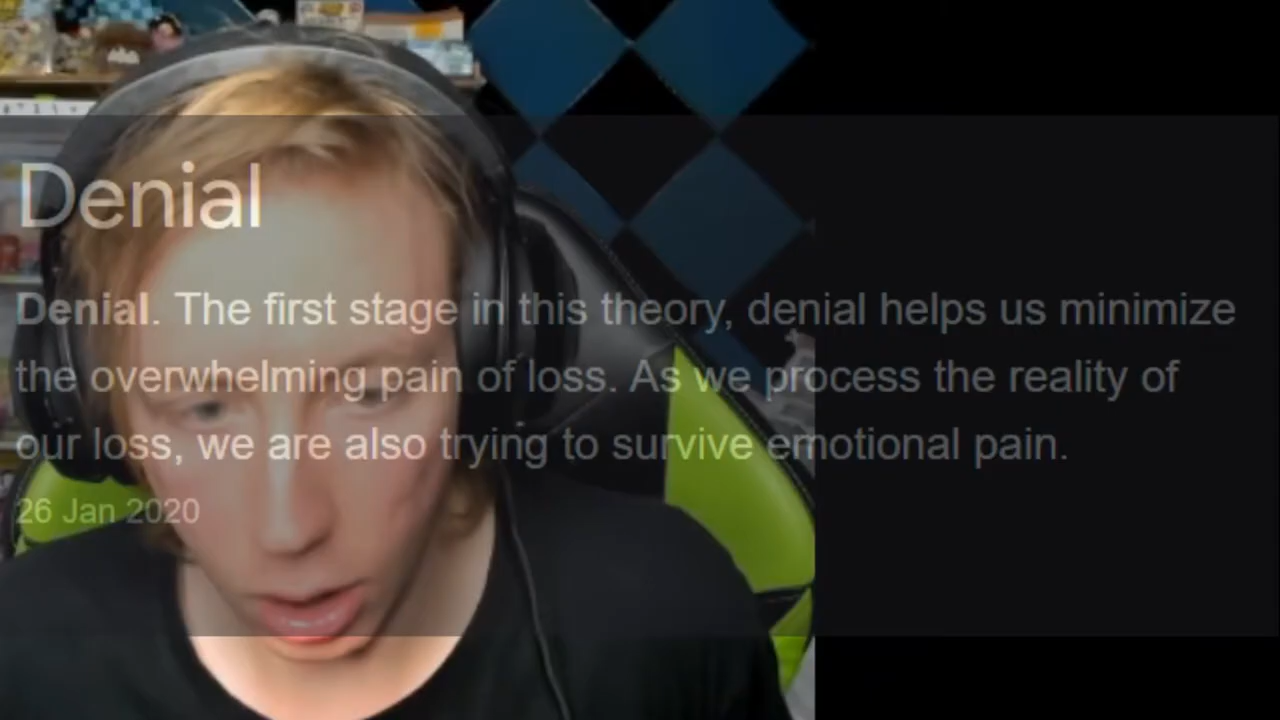 Denial
Denial. The first stage in this theory, denial helps us minimize
the overwhelming pain of loss. As we process the reality of
our loss, we are also trying to survive emotional pain.
26 Jan 2020